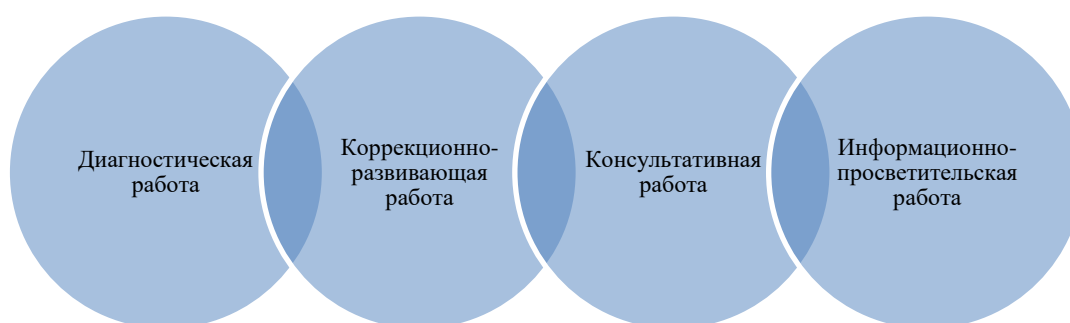 Диагностическая
работа
Коррекционно-
развивающая
работа
Консультативная
работа
Информационно-
просветительская
работа